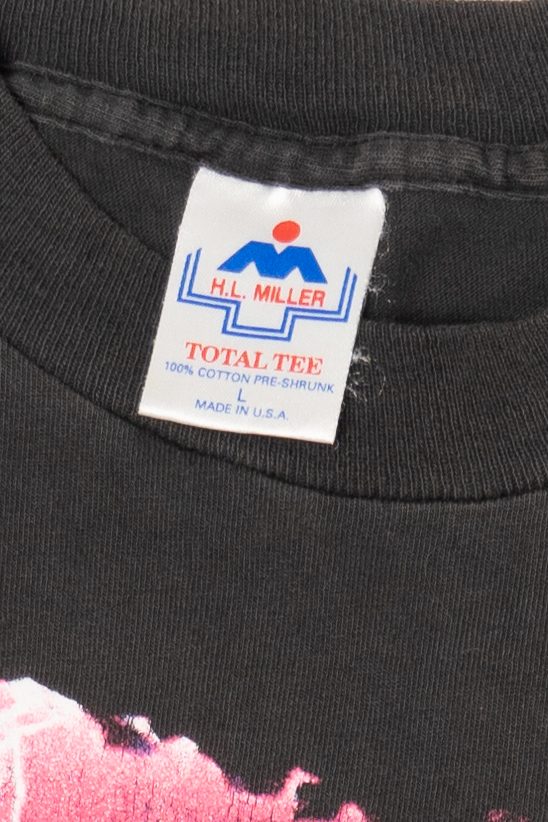 H.L. MILLER
TOTAL TEE
100% COTTON PRE-SHRUNK
L
MADE IN U.S.A.